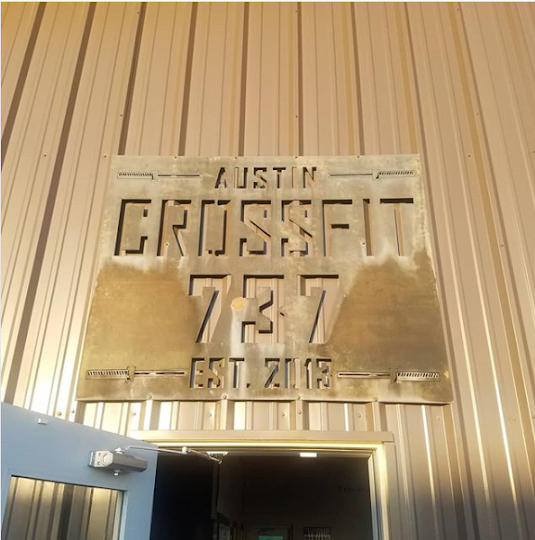 AUSTIN
CROSSFIT
737
EST. 2013